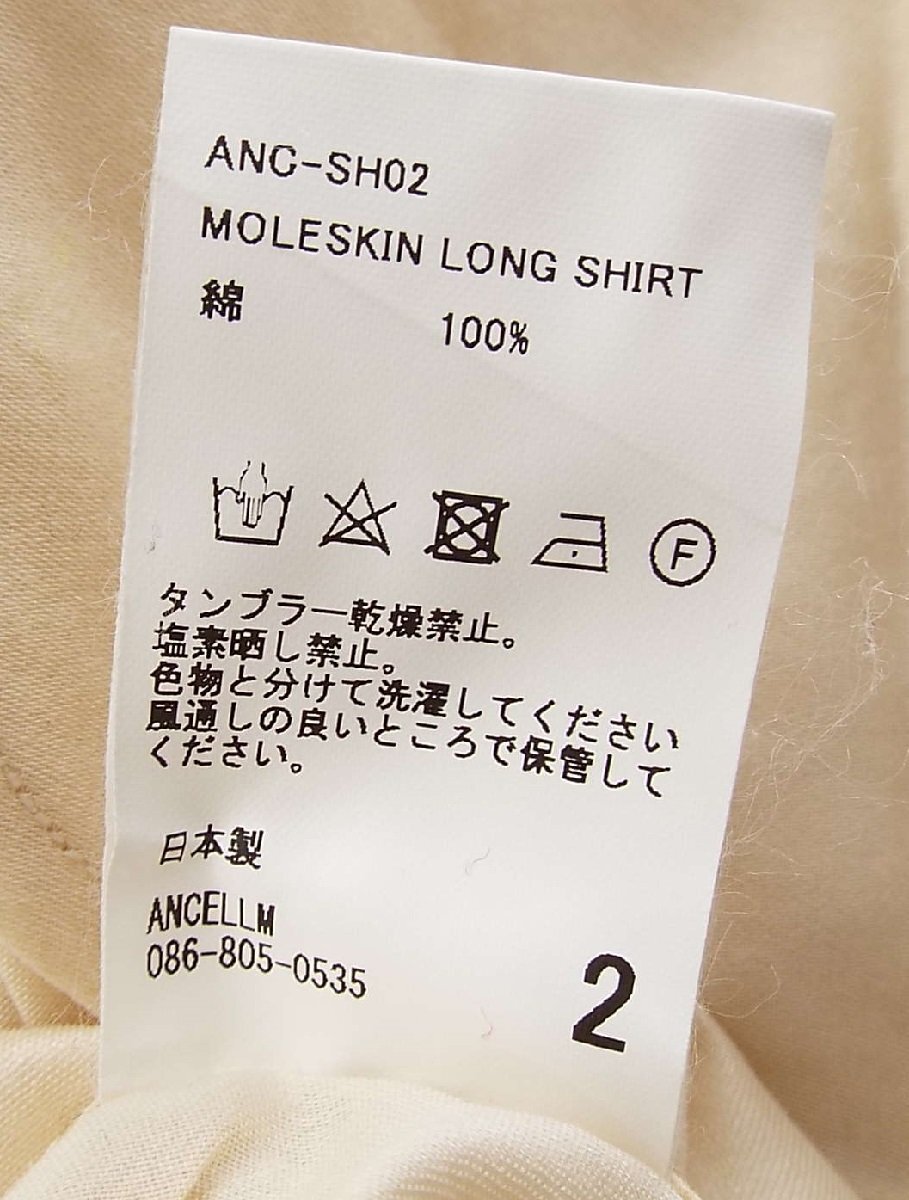 ANC-SH02
MOLESKIN LONG SHIRT
綿 100%
F
タンブラー乾燥禁止。
塩素晒し禁止。
色物と分けて洗濯してください
風通しの良いところで保管して
ください。
日本製
ANCELLM
086-805-0535
2